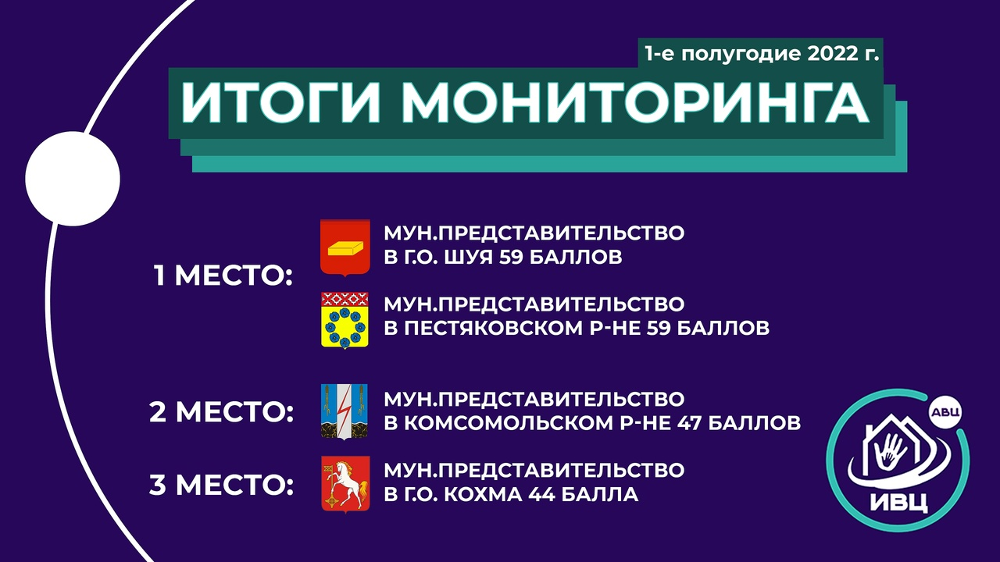 1-е полугодие 2022 г.
ИТОГИ МОНИТОРИНГА
1 МЕСТО:
МУН.ПРЕДСТАВИТЕЛЬСТВО
В Г.О. ШУЯ 59 БАЛЛОВ
МУН.ПРЕДСТАВИТЕЛЬСТВО
В ПЕСТЯКОВСКОМ Р-НЕ 59 БАЛЛОВ
2 МЕСТО:
МУН.ПРЕДСТАВИТЕЛЬСТВО
В КОМСОМОЛЬСКОМ Р-НЕ 47 БАЛЛОВ
3 МЕСТО:
МУН.ПРЕДСТАВИТЕЛЬСТВО
В Г.О. КОХМА 44 БАЛЛА
АВЦ
ИВЦ